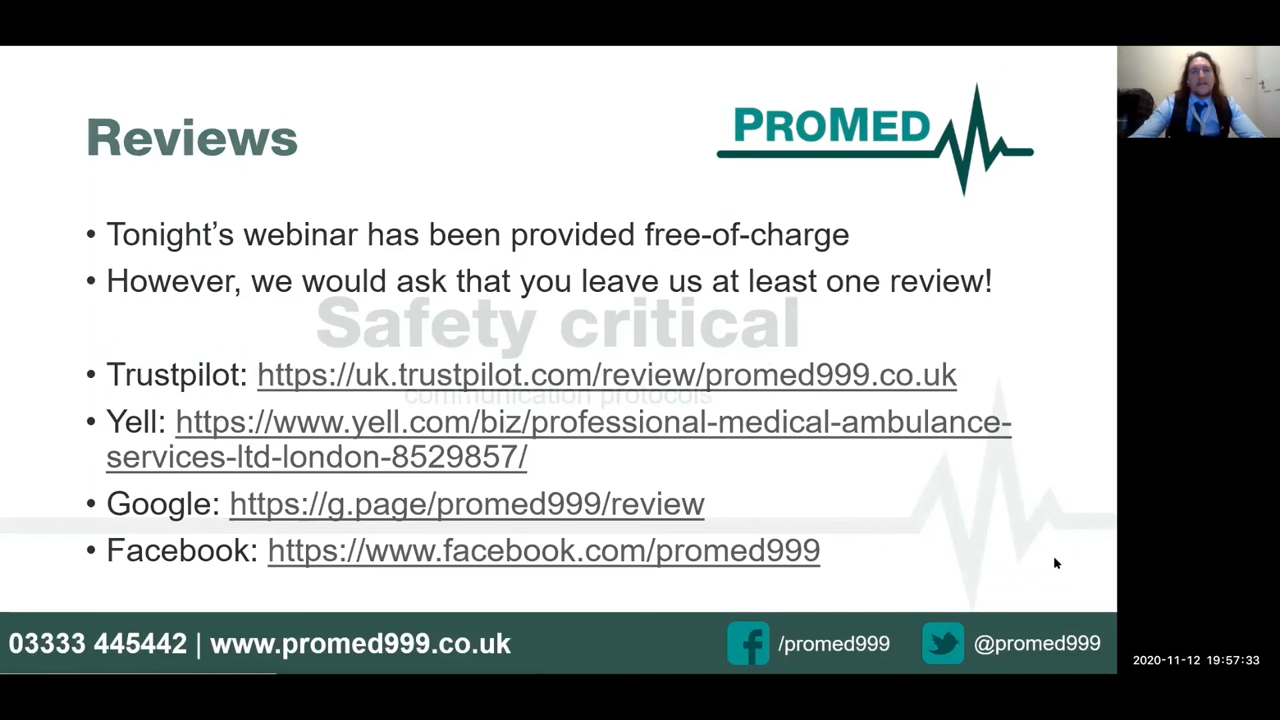 Reviews
PROMED
• Tonight’s webinar has been provided free-of-charge
• However, we would ask that you leave us at least one review!
Safety critical
• Trustpilot: https://uk.trustpilot.com/review/promed999.co.uk
communication protocols
• Yell: https://www.yell.com/biz/professional-medical-ambulance-
services-ltd-london-8529857/
• Google: https://g.page/promed999/review
• Facebook: https://www.facebook.com/promed999
03333 445442 | www.promed999.co.uk
/promed999
@promed999
2020-11-12 19:57:33